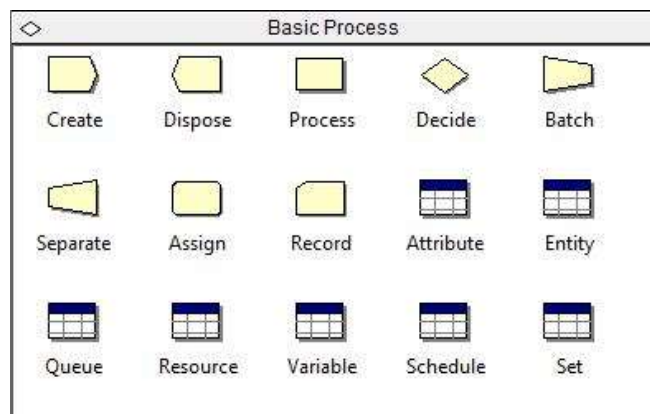 Basic Process
Create Dispose Process Decide Batch
Separate Assign Record Attribute Entity
Queue Resource Variable Schedule Set